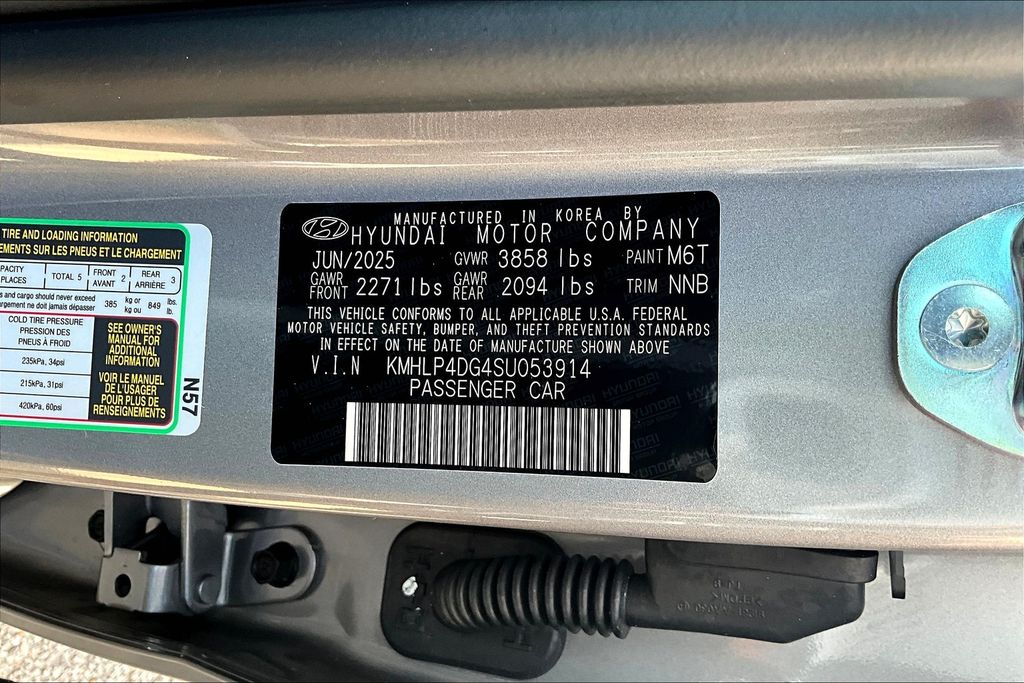 TIRE AND LOADING INFORMATION
EMENTS SUR LES PNEUS ET LE CHARGEMENT
PACITY
PLACES
TOTAL 5
FRONT
AVANT 2
REAR
ARRIÈRE 3
s and cargo should never exceed
argement ne doit jamais dépasser
385 kg or
kg ou
849 lbs.
lb.
COLD TIRE PRESSURE
PRESSION DES
PNEUS À FROID
235kPa, 34psi
215kPa, 31psi
420kPa, 60psi
SEE OWNER'S
MANUAL FOR
ADDITIONAL
INFORMATION
VOIR LE MANUEL
DE L'USAGER
POUR PLUS DE
RENSEIGNEMENTS
N57
MANUFACTURED IN KOREA BY
HYUNDAI MOTOR COMPANY
JUN/2025 GVWR 3858 lbs PAINT M6T
GAWR FRONT 2271 lbs GAWR REAR 2094 lbs TRIM NNB
THIS VEHICLE CONFORMS TO ALL APPLICABLE U.S.A. FEDERAL
MOTOR VEHICLE SAFETY, BUMPER, AND THEFT PREVENTION STANDARDS
IN EFFECT ON THE DATE OF MANUFACTURE SHOWN ABOVE
V.I.N KMHLP4DG4SU053914
PASSENGER CAR